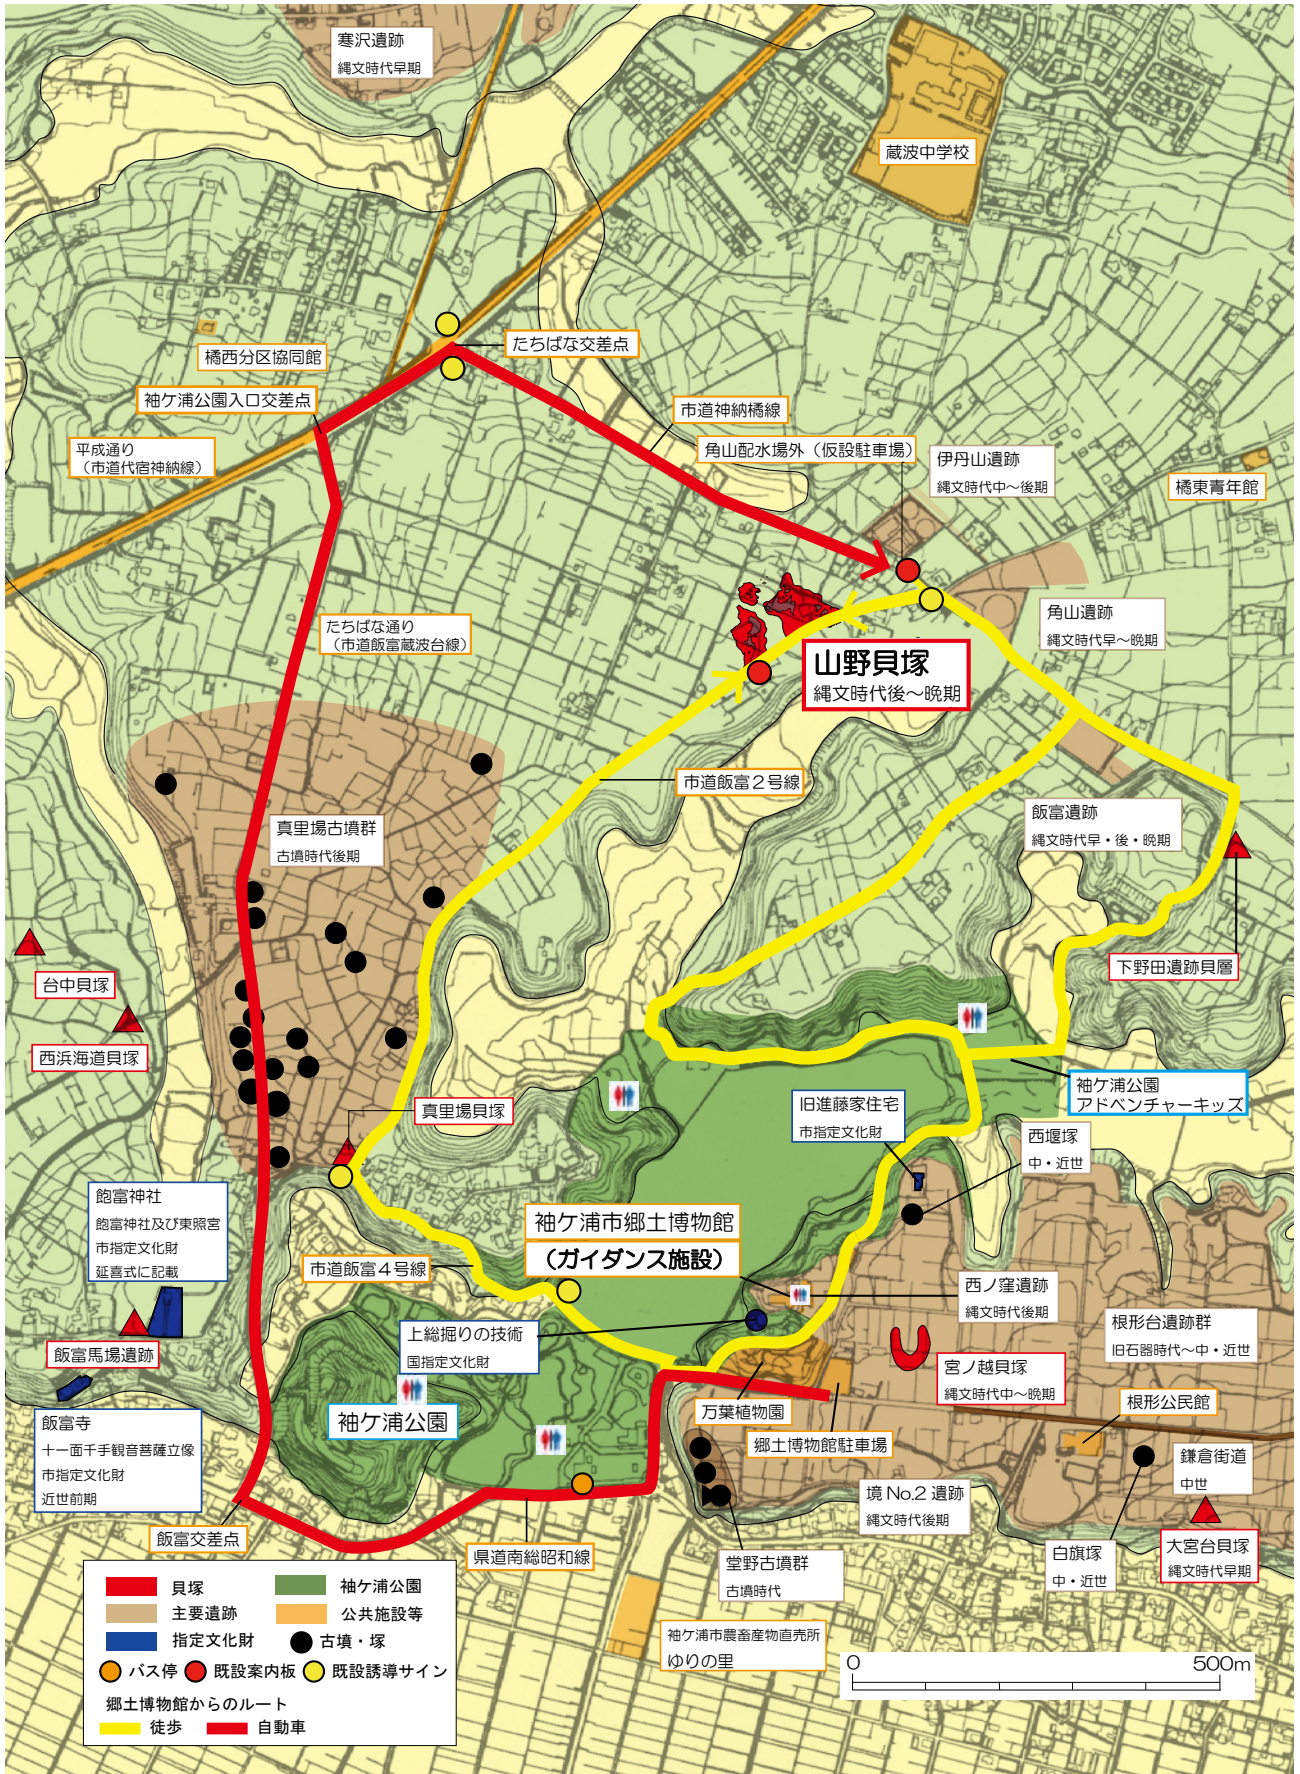 寒沢遺跡
縄文時代早期
蔵波中学校
たちばな交差点
橘西分区協同館
袖ケ浦公園入口交差点
平成通り
（市道代宿神納線）
市道神納橘線
角山配水場外（仮設駐車場）
伊丹山遺跡
縄文時代中～後期
橘東青年館
角山遺跡
縄文時代早～晩期
たちばな通り
（市道飯富蔵波台線）
山野貝塚
縄文時代後～晩期
市道飯富２号線
飯富遺跡
縄文時代早・後・晩期
真里場古墳群
古墳時代後期
下野田遺跡貝層
台中貝塚
西浜海道貝塚
袖ケ浦公園
アドベンチャーキッズ
旧進藤家住宅
市指定文化財
真里場貝塚
西堰塚
中・近世
飽富神社
飽富神社及び東照宮
市指定文化財
延喜式に記載
袖ケ浦市郷土博物館
（ガイダンス施設）
市道飯富４号線
西ノ窪遺跡
縄文時代後期
上総掘りの技術
国指定文化財
根形台遺跡群
旧石器時代～中・近世
飯富馬場遺跡
宮ノ越貝塚
縄文時代中～晩期
飯富寺
十一面千手観音菩薩立像
市指定文化財
近世前期
袖ケ浦公園
万葉植物園
根形公民館
郷土博物館駐車場
鎌倉街道
中世
境 No.2 遺跡
縄文時代後期
飯富交差点
県道南総昭和線
堂野古墳群
古墳時代
白旗塚
中・近世
大宮台貝塚
縄文時代早期
袖ケ浦市農畜産物直売所
ゆりの里
0 500m
貝塚 袖ケ浦公園
主要遺跡 公共施設等
指定文化財 古墳・塚
バス停 既設案内板 既設誘導サイン
郷土博物館からのルート
徒歩 自動車